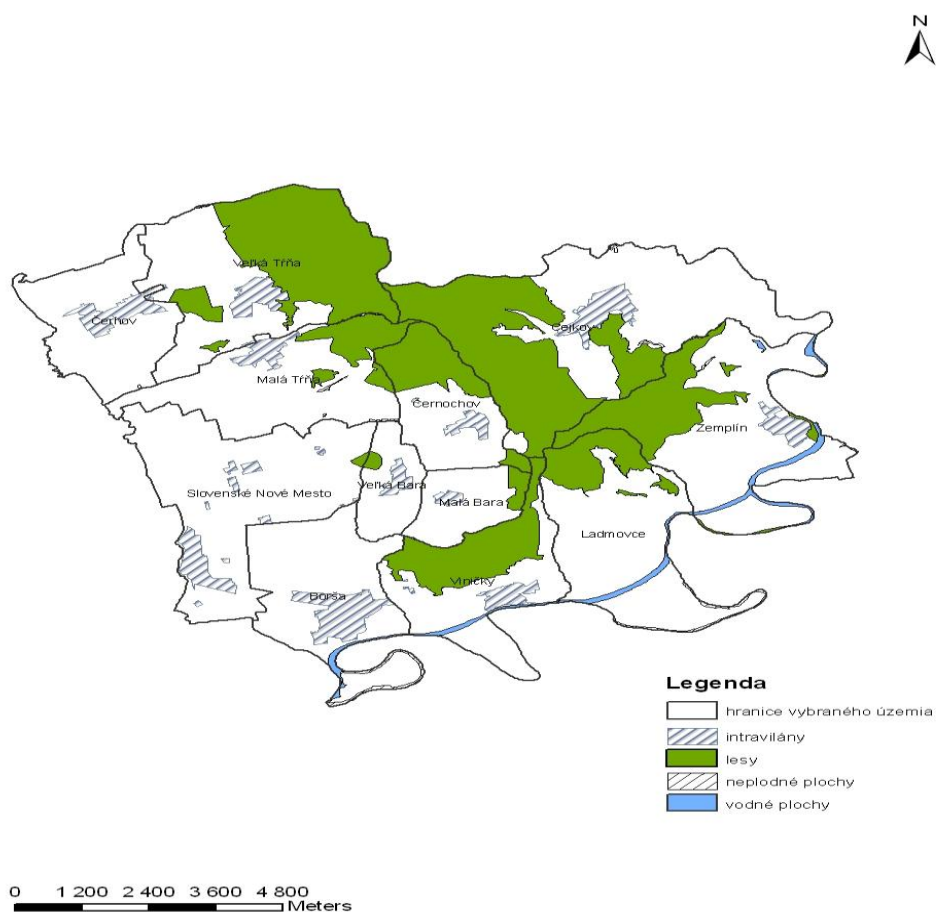 N
Veľká Tŕňa
Čerhov
Čejkov
Malá Tŕňa
Černochov
Zemplín
Veľká Bara
Slovenské Nové Mesto
Malá Bara
Ladmovce
Viničky
Borša
Legenda
hranice vybraného územia
intravilány
lesy
neplodné plochy
vodné plochy
0 1 200 2 400 3 600 4 800
Meters